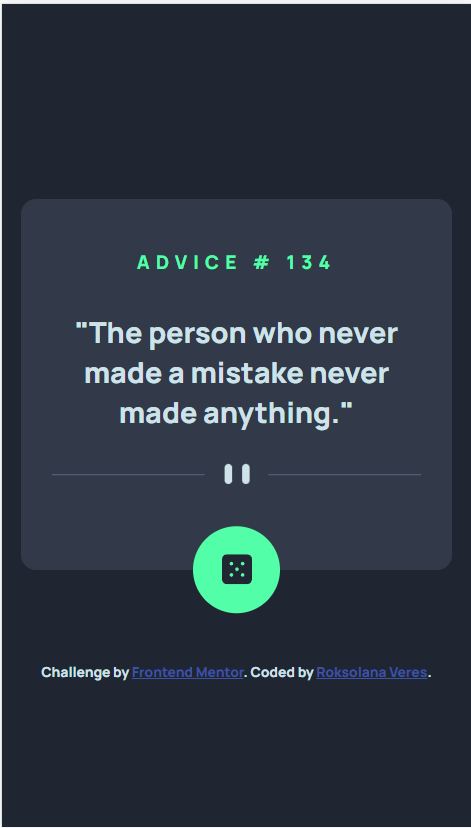 ADVICE # 134
"The person who never
made a mistake never
made anything."
Challenge by Frontend Mentor. Coded by Roksolana Veres.